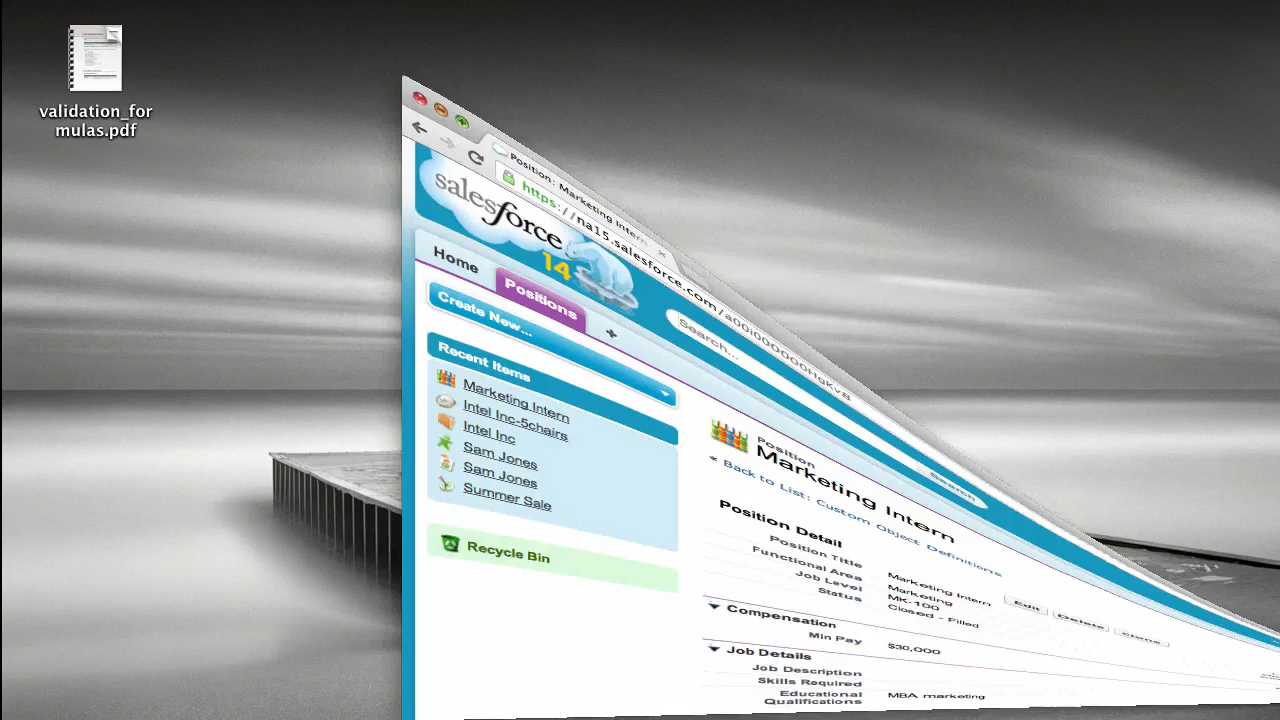 validation_for
mulas.pdf
Position: Marketing Intern
https://na15.salesforce.com/a00i000000HgKvB
salesforce
14
Search...
Search
Home
Positions
+
Create New...
Recent Items
Marketing Intern
Intel Inc-5chairs
Intel Inc
Sam Jones
Sam Jones
Summer Sale
Recycle Bin
Position
Marketing Intern
« Back to List: Custom Object Definitions
Position Detail
Edit Delete Clone
Position Title Marketing Intern
Functional Area Marketing
Job Level MK-100
Status Closed - Filled
Compensation
Min Pay $30,000
Job Details
Job Description
Skills Required
Educational Qualifications MBA marketing